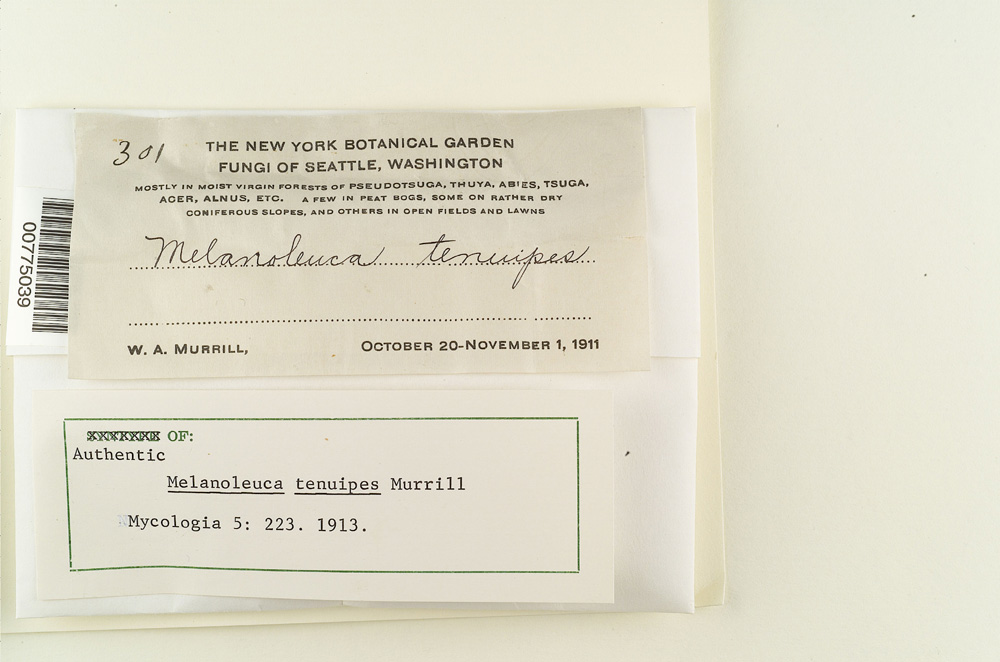 301
THE NEW YORK BOTANICAL GARDEN
FUNGI OF SEATTLE, WASHINGTON
MOSTLY IN MOIST VIRGIN FORESTS OF PSEUDOTSUGA, THUYA, ABIES, TSUGA,
ACER, ALNUS, ETC. A FEW IN PEAT BOGS, SOME ON RATHER DRY
CONIFEROUS SLOPES, AND OTHERS IN OPEN FIELDS AND LAWNS
Melanoleuca tenuipes
W. A. MURRILL, OCTOBER 20-NOVEMBER 1, 1911
00775039
OF:
Authentic
Melanoleuca tenuipes Murrill
Mycologia 5: 223. 1913.